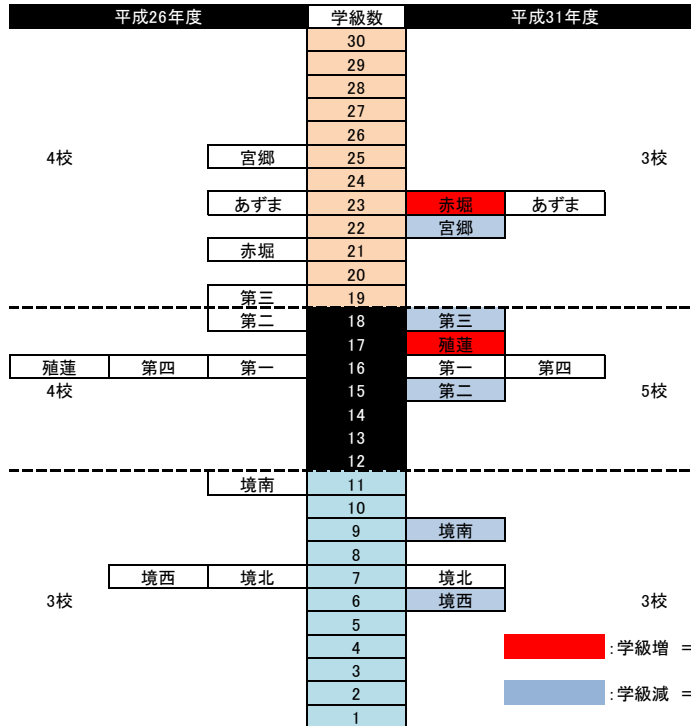 平成26年度 学級数 平成31年度
30
29
28
27
26
4校 宮郷 25 3校
24
あずま 23 赤堀 あずま
22 宮郷
赤堀 21
20
第三 19
第二 18 第三
17 殖蓮
殖蓮 第四 第一 16 第一 第四
4校 15 第二 5校
14
13
12
境南 11
10
9 境南
8
境西 境北 7 境北
3校 6 境西 3校
5
4 :学級増 =
3
2 :学級減 =
1